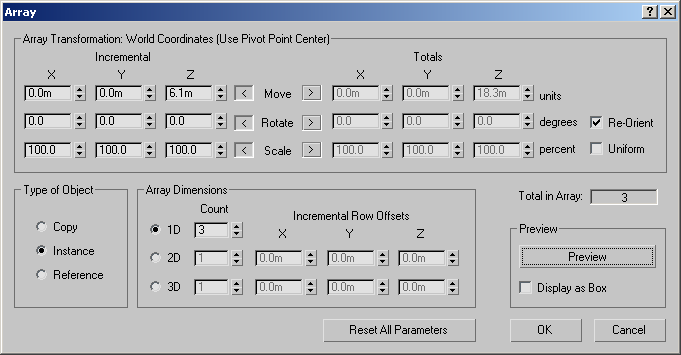 Array
Array Transformation: World Coordinates (Use Pivot Point Center)
Incremental Totals
X Y Z X Y Z
0.0m 0.0m 6.1m < Move > 0.0m 0.0m 18.3m units
0.0 0.0 0.0 < Rotate > 0.0 0.0 0.0 degrees Re-Orient
100.0 100.0 100.0 < Scale > 100.0 100.0 100.0 percent Uniform
Type of Object
Copy
Instance
Reference
Array Dimensions
Count Incremental Row Offsets
X Y Z
1D 3
2D 1 0.0m 0.0m 0.0m
3D 1 0.0m 0.0m 0.0m
Total in Array: 3
Preview
Preview
Display as Box
Reset All Parameters OK Cancel